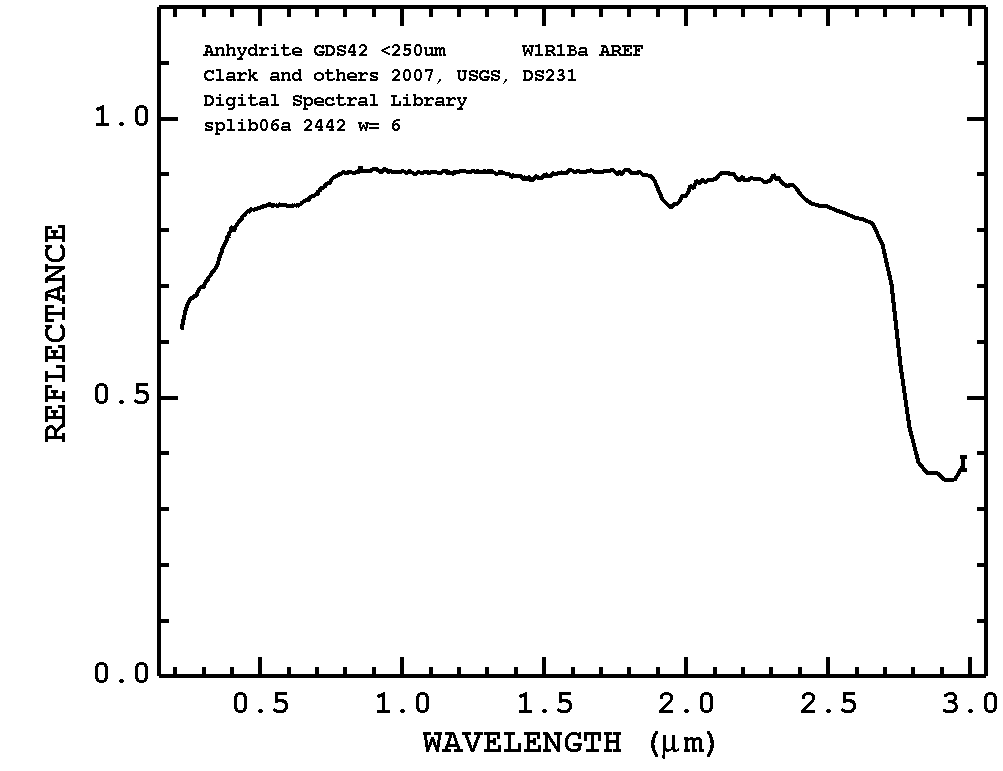 Anhydrite GDS42 <250um W1R1Ba AREF
Clark and others 2007, USGS, DS231
Digital Spectral Library
splib06a 2442 w= 6
REFLECTANCE
1.0
0.5
0.0
0.5 1.0 1.5 2.0 2.5 3.0
WAVELENGTH (μm)